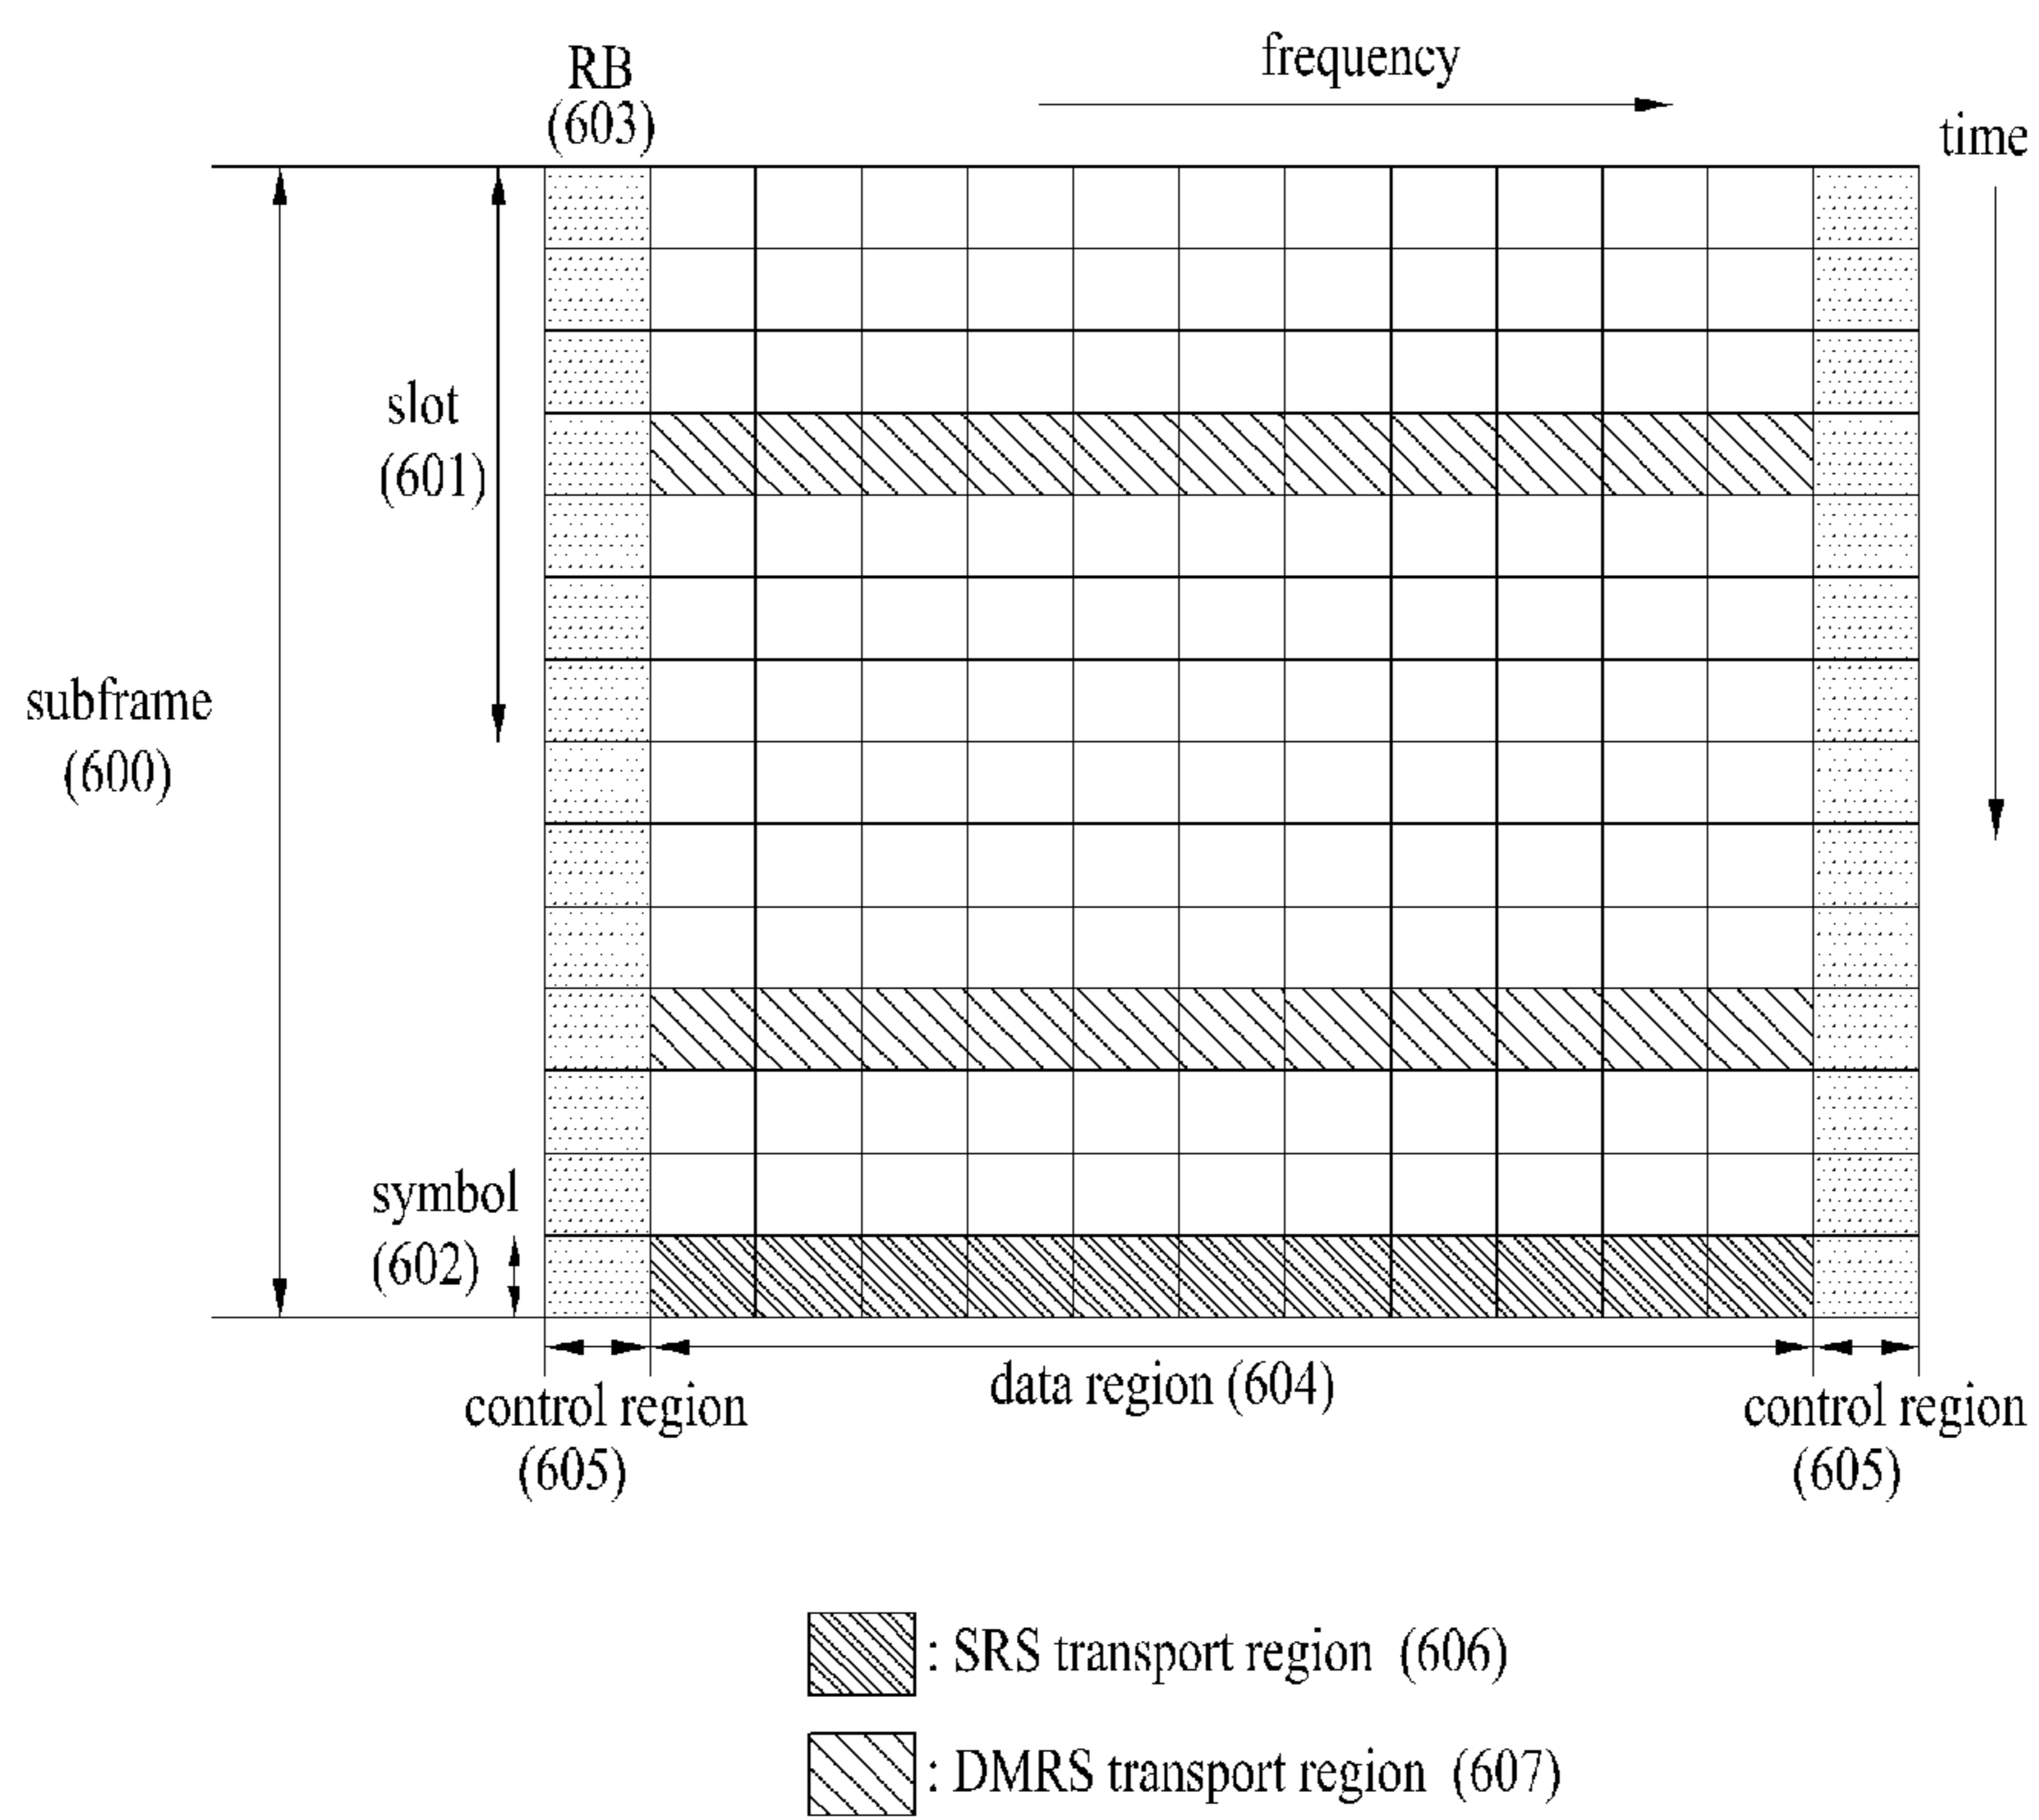 RB
(603)
frequency
time
slot
(601)
subframe
(600)
symbol
(602)
data region (604)
control region
(605)
control region
(605)
: SRS transport region (606)
: DMRS transport region (607)